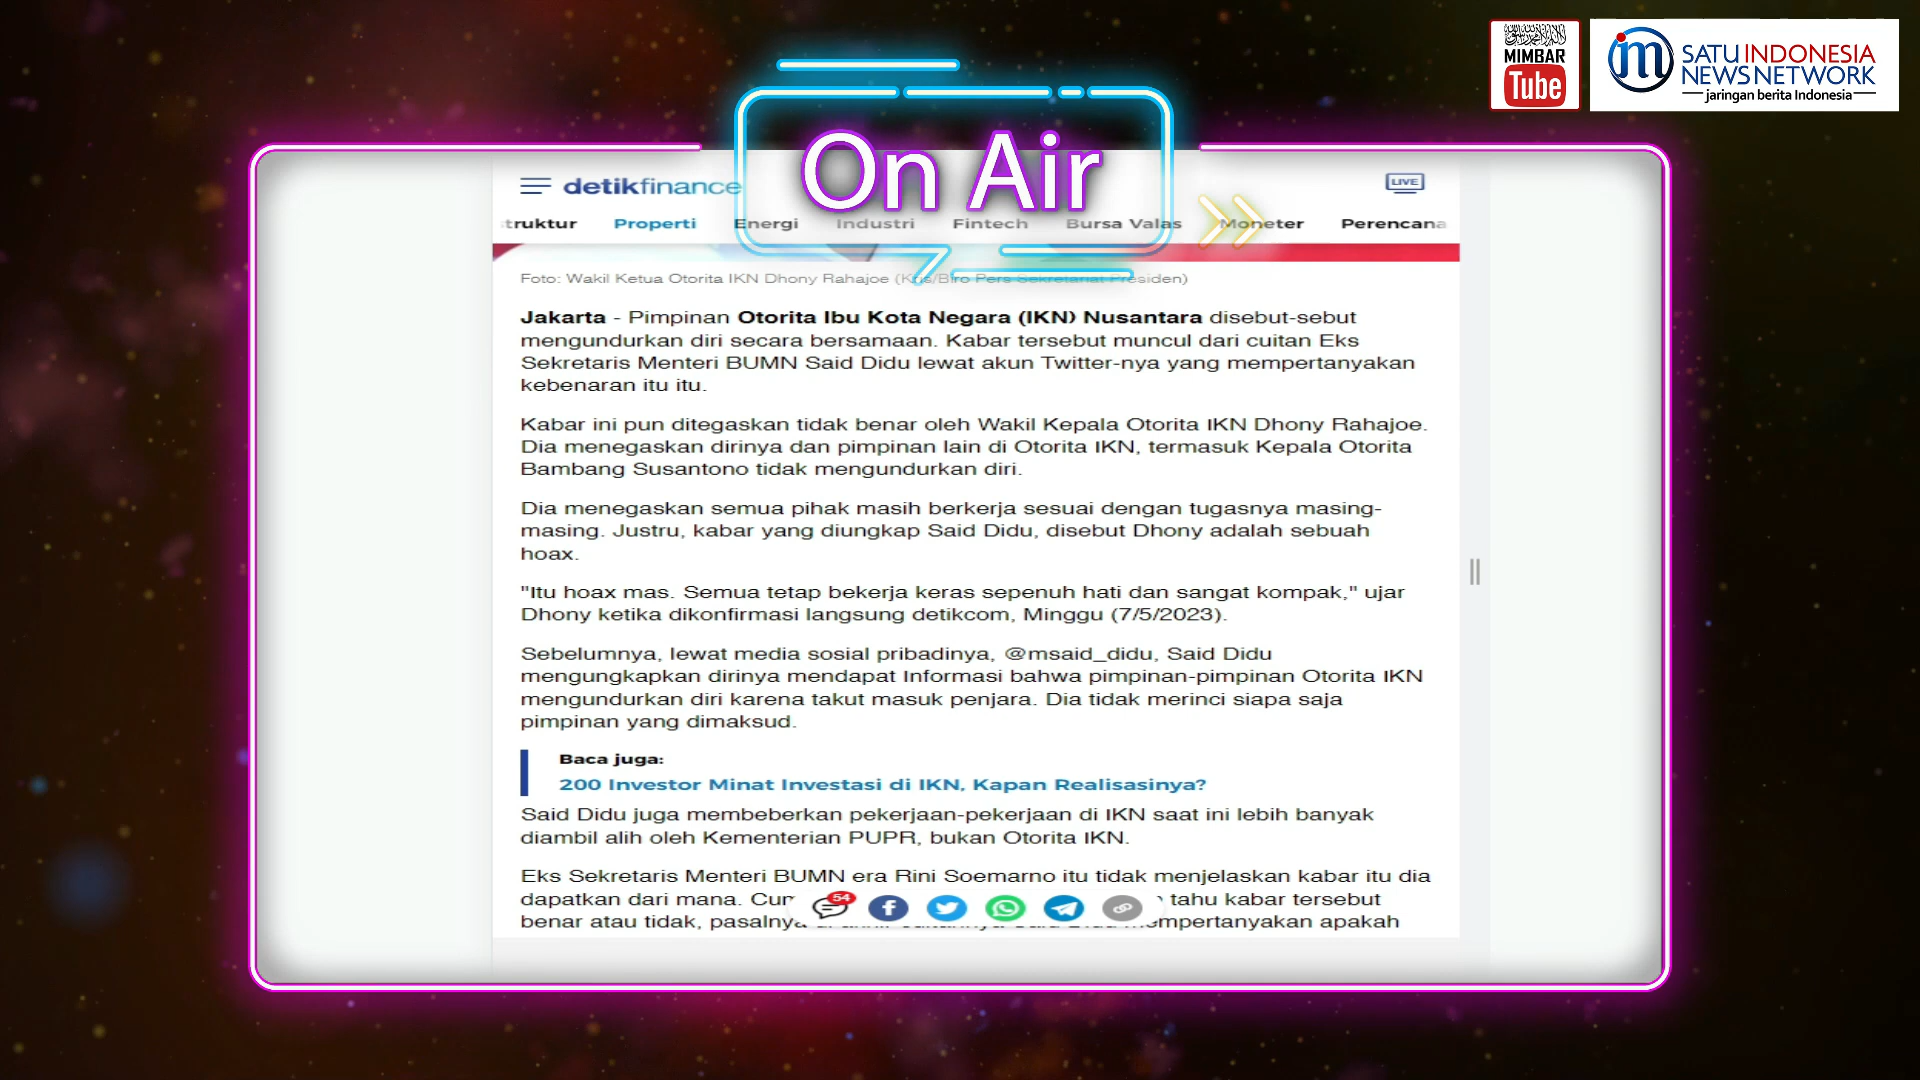 MIMBAR
Tube
SATU INDONESIA
NEWS NETWORK
jaringan berita Indonesia
On Air
detikfinance
LIVE
truktur Properti Energi Industri Fintech Bursa Valas Moneter Perencana
Foto: Wakil Ketua Otorita IKN Dhony Rahajoe (Kris/Biro Pers Sekretariat Presiden)
Jakarta - Pimpinan Otorita Ibu Kota Negara (IKN) Nusantara disebut-sebut
mengundurkan diri secara bersamaan. Kabar tersebut muncul dari cuitan Eks
Sekretaris Menteri BUMN Said Didu lewat akun Twitter-nya yang mempertanyakan
kebenaran itu itu.
Kabar ini pun ditegaskan tidak benar oleh Wakil Kepala Otorita IKN Dhony Rahajoe.
Dia menegaskan dirinya dan pimpinan lain di Otorita IKN, termasuk Kepala Otorita
Bambang Susantono tidak mengundurkan diri.
Dia menegaskan semua pihak masih berkerja sesuai dengan tugasnya masing-
masing. Justru, kabar yang diungkap Said Didu, disebut Dhony adalah sebuah
hoax.
"Itu hoax mas. Semua tetap bekerja keras sepenuh hati dan sangat kompak," ujar
Dhony ketika dikonfirmasi langsung detikcom, Minggu (7/5/2023).
Sebelumnya, lewat media sosial pribadinya, @msaid_didu, Said Didu
mengungkapkan dirinya mendapat Informasi bahwa pimpinan-pimpinan Otorita IKN
mengundurkan diri karena takut masuk penjara. Dia tidak merinci siapa saja
pimpinan yang dimaksud.
Baca juga:
200 Investor Minat Investasi di IKN, Kapan Realisasinya?
Said Didu juga membeberkan pekerjaan-pekerjaan di IKN saat ini lebih banyak
diambil alih oleh Kementerian PUPR, bukan Otorita IKN.
Eks Sekretaris Menteri BUMN era Rini Soemarno itu tidak menjelaskan kabar itu dia
dapatkan dari mana. tahu kabar tersebut
54
benar atau tidak, pasalnya mempertanyakan apakah